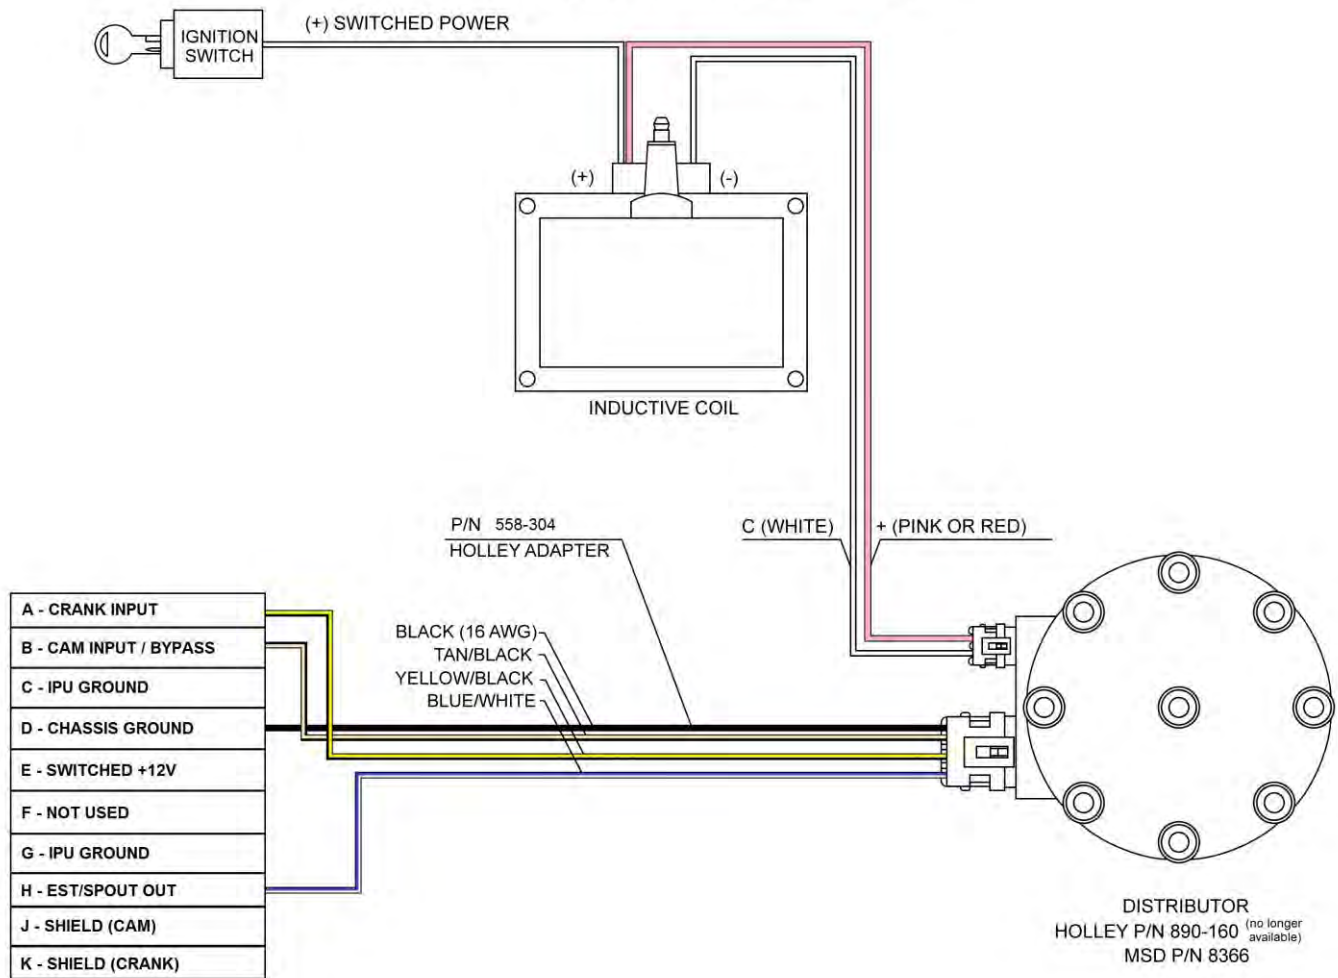 (+) SWITCHED POWER
IGNITION
SWITCH
(+)
(-)
INDUCTIVE COIL
P/N 558-304
HOLLEY ADAPTER
C (WHITE)
+ (PINK OR RED)
BLACK (16 AWG)
TAN/BLACK
YELLOW/BLACK
BLUE/WHITE
A - CRANK INPUT
B - CAM INPUT / BYPASS
C - IPU GROUND
D - CHASSIS GROUND
E - SWITCHED +12V
F - NOT USED
G - IPU GROUND
H - EST/SPOUT OUT
J - SHIELD (CAM)
K - SHIELD (CRANK)
DISTRIBUTOR
HOLLEY P/N 890-160 (no longer available)
MSD P/N 8366